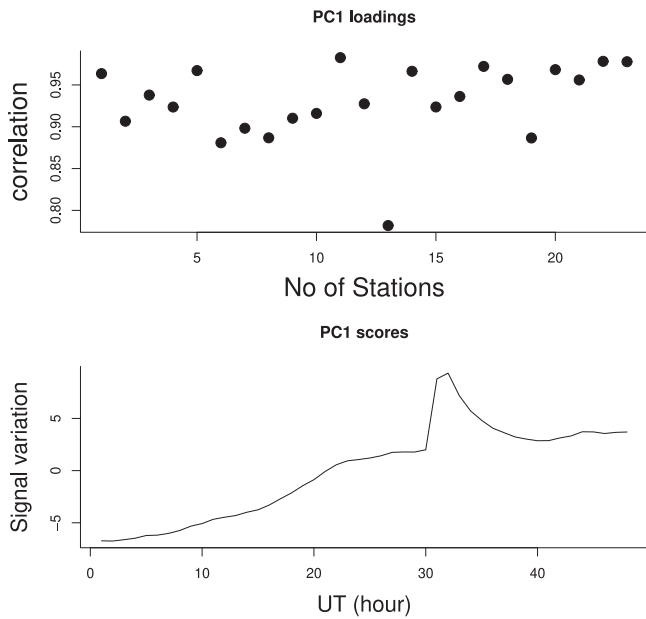 PC1 loadings
correlation
0.95
0.90
0.85
0.80
5
10
15
20
No of Stations
PC1 scores
Signal variation
5
0
−5
0
10
20
30
40
UT (hour)